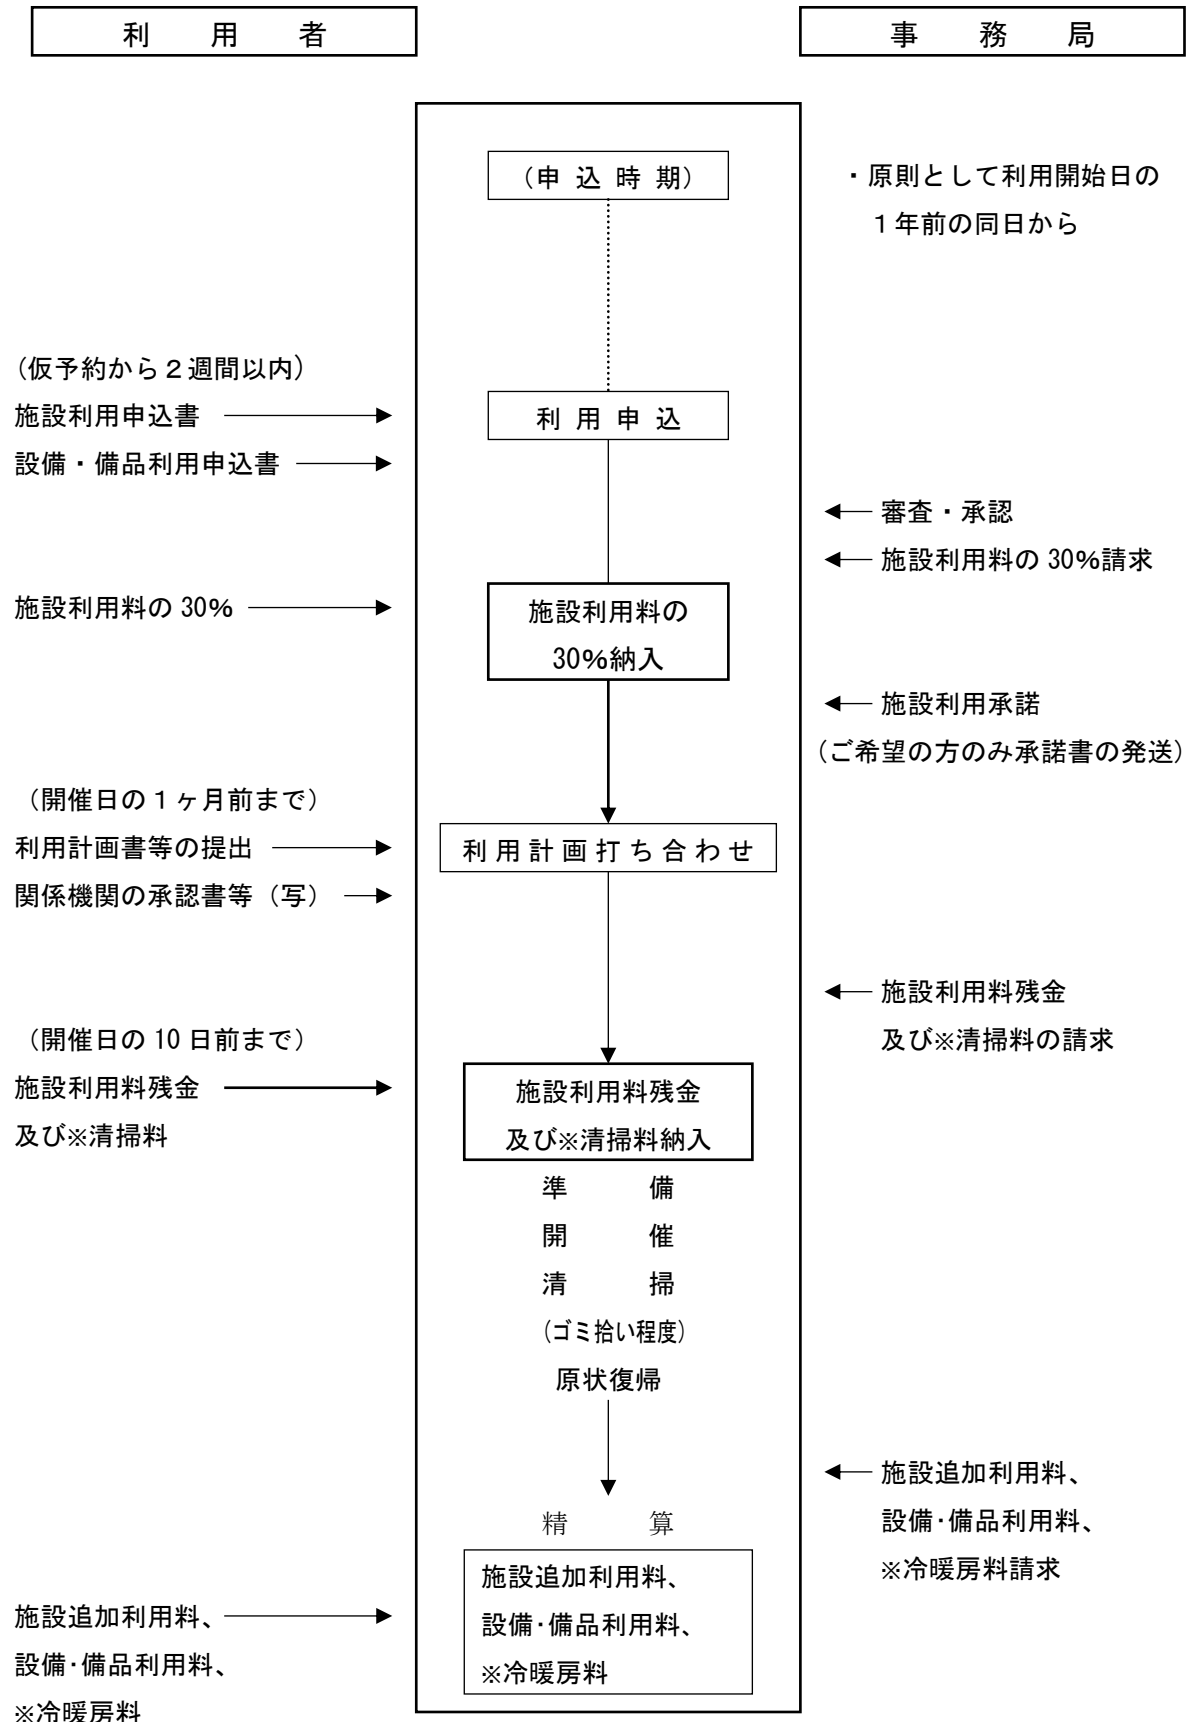 利用者
事務局
(申込時期)
・原則として利用開始日の
１年前の同日から
(仮予約から２週間以内)
施設利用申込書
利用申込
設備・備品利用申込書
審査・承認
施設利用料の 30％請求
施設利用料の 30％
施設利用料の
30％納入
施設利用承諾
(ご希望の方のみ承諾書の発送)
(開催日の１ヶ月前まで)
利用計画書等の提出
利用計画打ち合わせ
関係機関の承認書等（写）
施設利用料残金
及び※清掃料の請求
(開催日の 10 日前まで)
施設利用料残金
及び※清掃料
施設利用料残金
及び※清掃料納入
準備
開催
清掃
(ゴミ拾い程度)
原状復帰
施設追加利用料、
設備･備品利用料、
※冷暖房料請求
精算
施設追加利用料、
設備･備品利用料、
※冷暖房料
施設追加利用料、
設備･備品利用料、
※冷暖房料